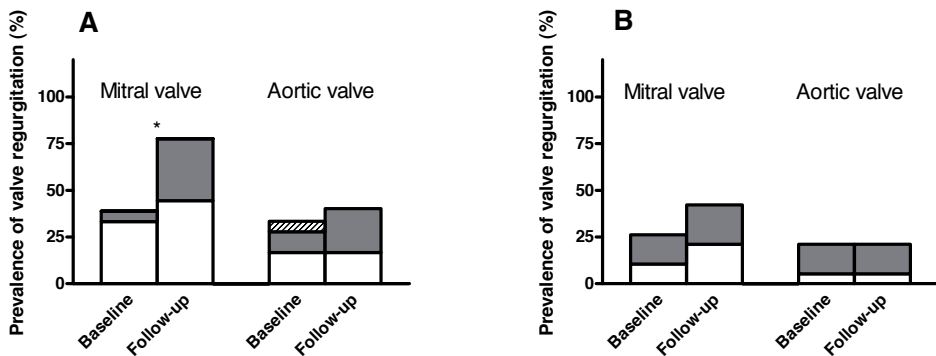 A
Prevalence of valve regurgitation (%)
Mitral valve
Aortic valve
100
75
50
25
0
*
Baseline
Follow-up
Baseline
Follow-up
B
Prevalence of valve regurgitation (%)
Mitral valve
Aortic valve
100
75
50
25
0
Baseline
Follow-up
Baseline
Follow-up